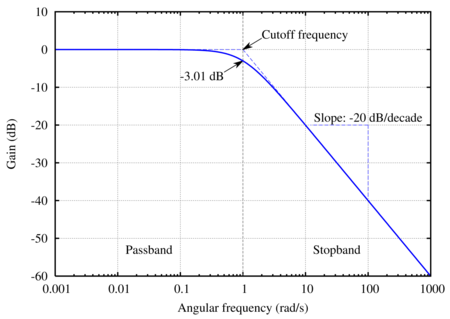 10
0
-10
-20
-30
-40
-50
-60
Gain (dB)
Cutoff frequency
-3.01 dB
Slope: -20 dB/decade
Passband
Stopband
0.001
0.01
0.1
1
10
100
1000
Angular frequency (rad/s)